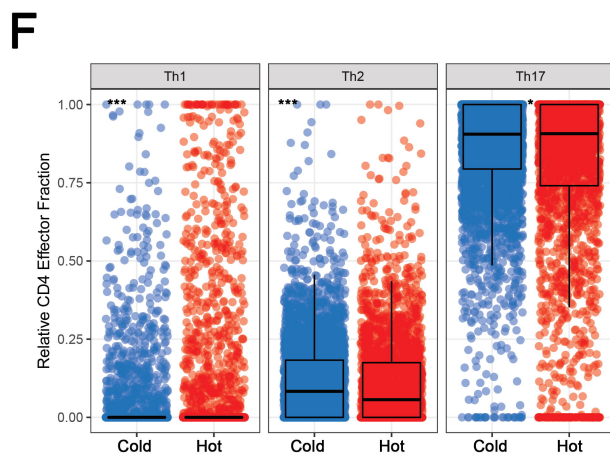 F
Th1 Th2 Th17
Relative CD4 Effector Fraction
1.00
0.75
0.50
0.25
0.00
*** *** *
Cold Hot Cold Hot Cold Hot